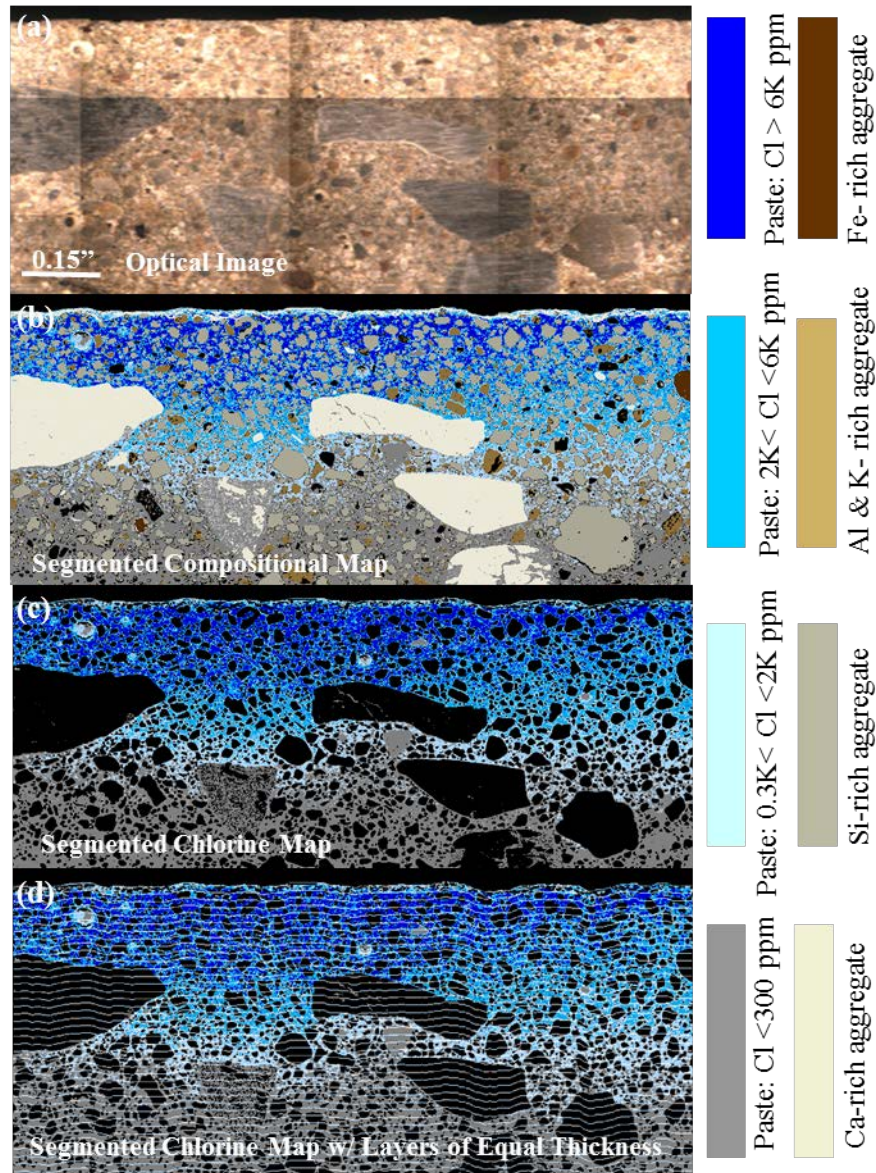 (a)
0.15” Optical Image
(b)
Segmented Compositional Map
(c)
Segmented Chlorine Map
(d)
Segmented Chlorine Map w/ Layers of Equal Thickness
Paste: Cl > 6K ppm
Fe- rich aggregate
Paste: 2K< Cl <6K ppm
Al & K- rich aggregate
Paste: 0.3K< Cl <2K ppm
Si-rich aggregate
Paste: Cl <300 ppm
Ca-rich aggregate